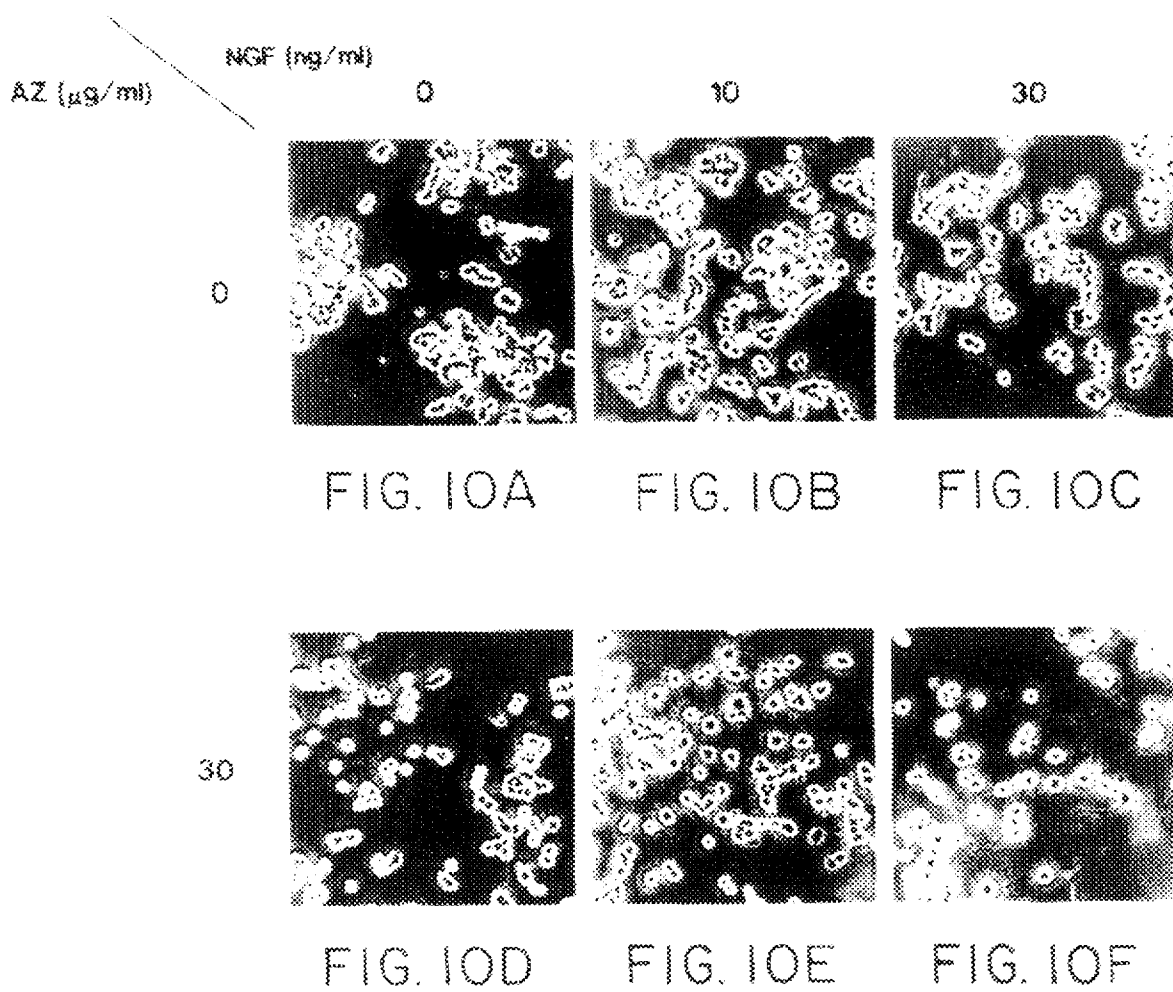 NGF (ng/ml)
AZ (µg/ml)
0 10 30
0
FIG. 10A FIG. 10B FIG. 10C
30
FIG. 10D FIG. 10E FIG. 10F